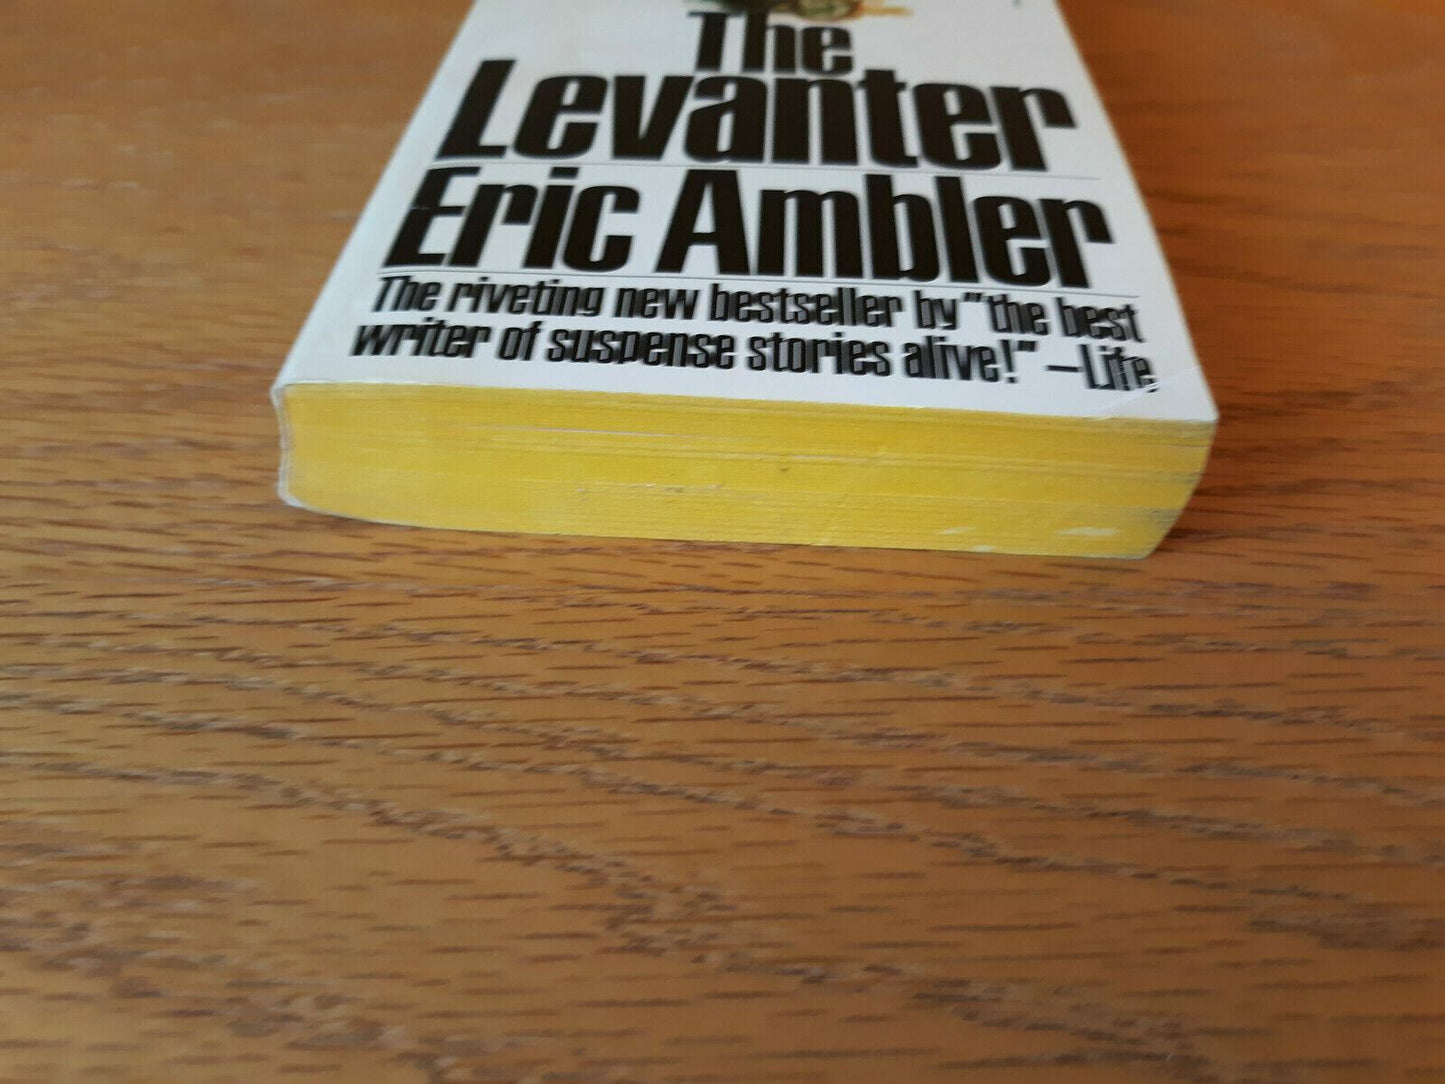 The
Levanter
Eric Ambler
The riveting new bestseller by "the best
writer of suspense stories alive!" —Life